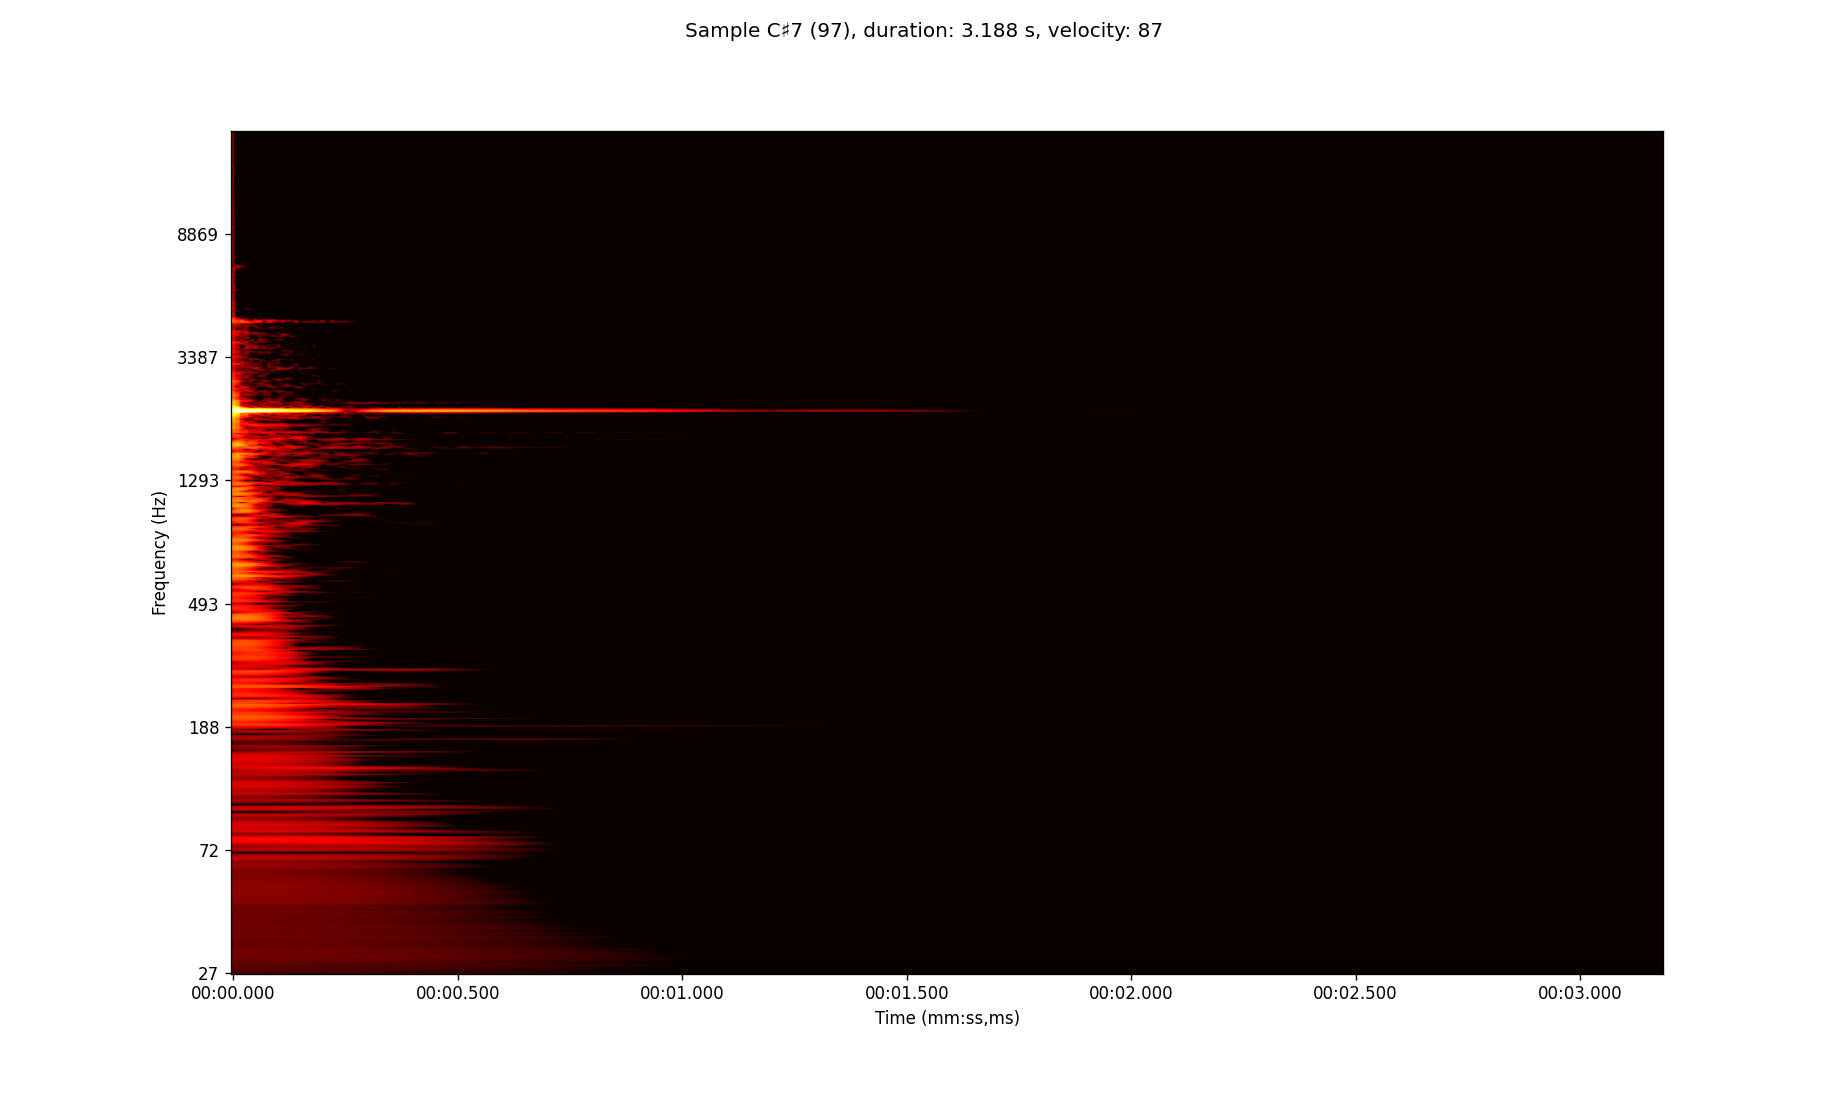 Sample C♯7 (97), duration: 3.188 s, velocity: 87
8869
3387
1293
493
188
72
27
Frequency (Hz)
00:00.000 00:00.500 00:01.000 00:01.500 00:02.000 00:02.500 00:03.000
Time (mm:ss,ms)